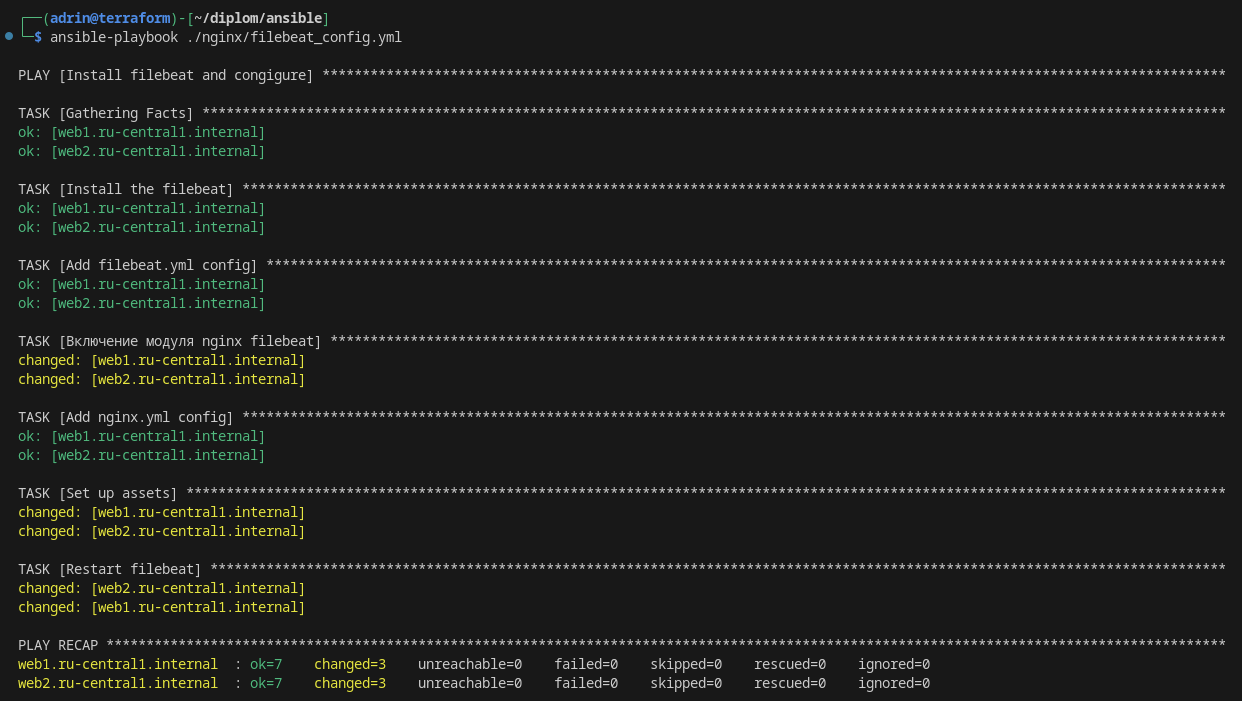 ┌──(adrin@terraform)-[~/diplom/ansible]
└─$ ansible-playbook ./nginx/filebeat_config.yml
PLAY [Install filebeat and congigure] *****************************************************************************************************************
TASK [Gathering Facts] ********************************************************************************************************************************
ok: [web1.ru-central1.internal]
ok: [web2.ru-central1.internal]
TASK [Install the filebeat] ***************************************************************************************************************************
ok: [web1.ru-central1.internal]
ok: [web2.ru-central1.internal]
TASK [Add filebeat.yml config] ************************************************************************************************************************
ok: [web1.ru-central1.internal]
ok: [web2.ru-central1.internal]
TASK [Включение модуля nginx filebeat] ****************************************************************************************************************
changed: [web1.ru-central1.internal]
changed: [web2.ru-central1.internal]
TASK [Add nginx.yml config] ***************************************************************************************************************************
ok: [web1.ru-central1.internal]
ok: [web2.ru-central1.internal]
TASK [Set up assets] **********************************************************************************************************************************
changed: [web1.ru-central1.internal]
changed: [web2.ru-central1.internal]
TASK [Restart filebeat] *******************************************************************************************************************************
changed: [web2.ru-central1.internal]
changed: [web1.ru-central1.internal]
PLAY RECAP ********************************************************************************************************************************************
web1.ru-central1.internal  : ok=7    changed=3    unreachable=0    failed=0    skipped=0    rescued=0    ignored=0
web2.ru-central1.internal  : ok=7    changed=3    unreachable=0    failed=0    skipped=0    rescued=0    ignored=0